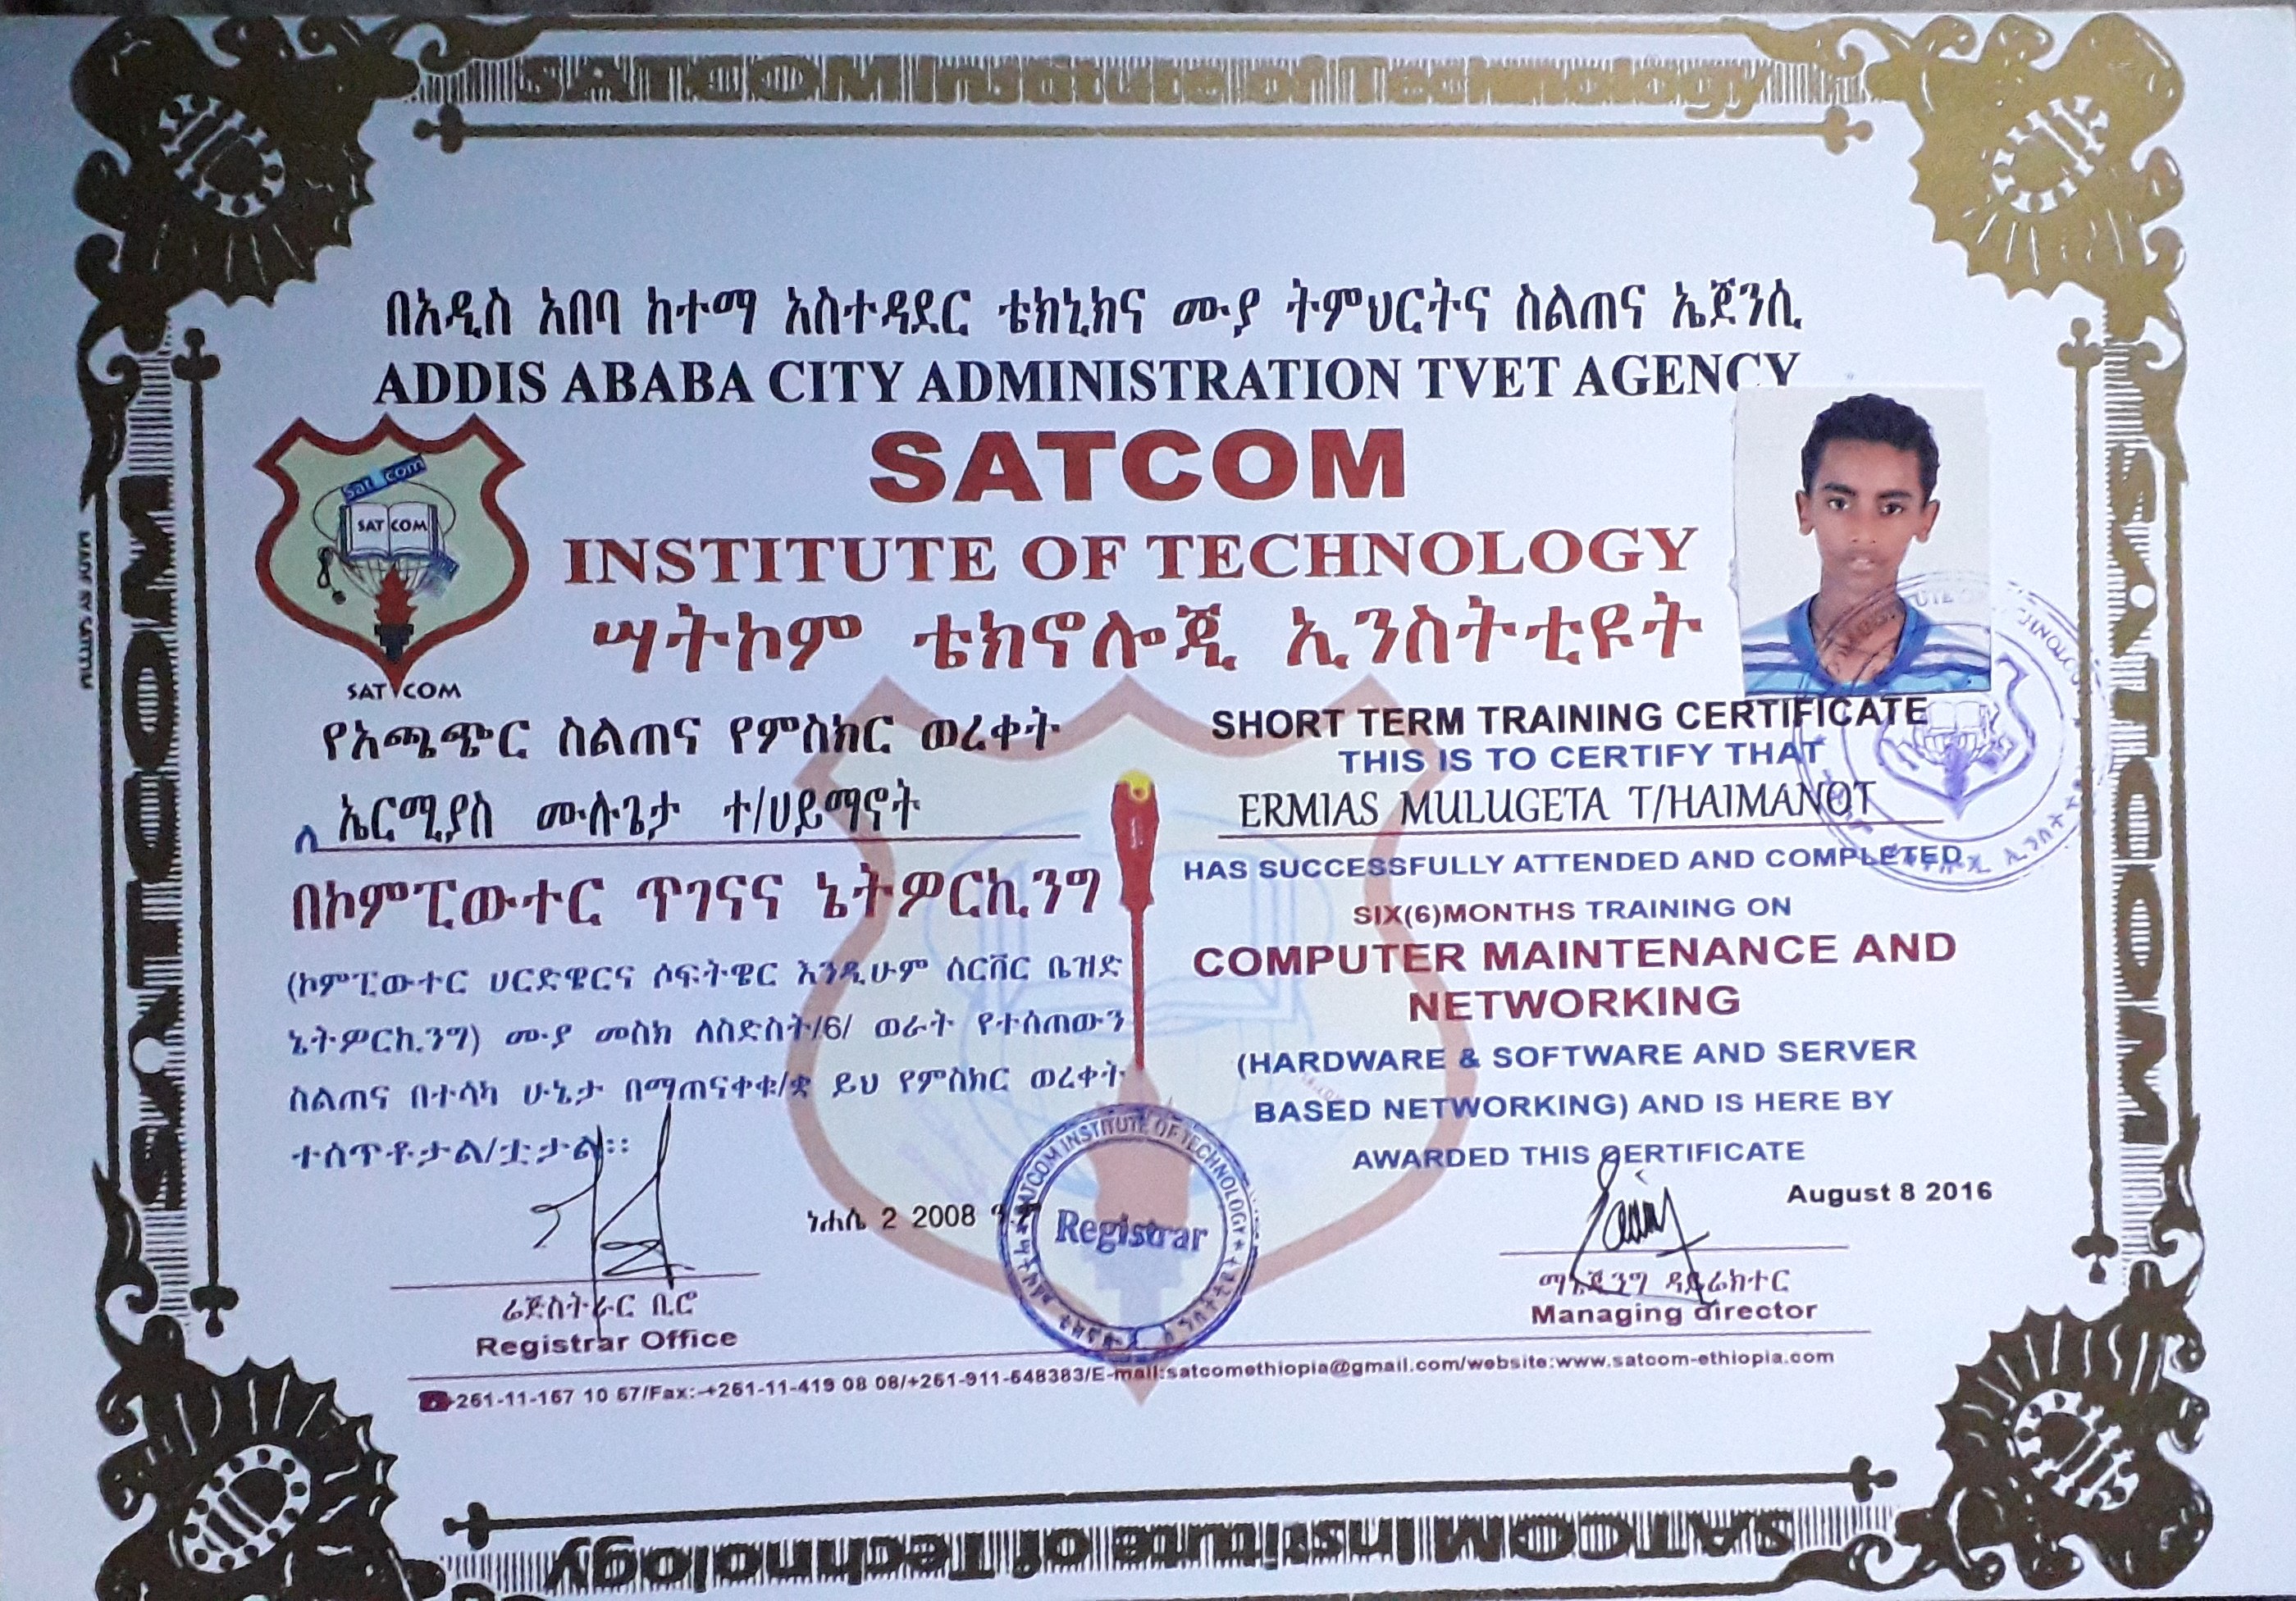 SATCOM Institute of Technology
በአዲስ አበባ ከተማ አስተዳደር ቴክኒክና ሙያ ትምህርትና ስልጠና ኤጀንሲ
ADDIS ABABA CITY ADMINISTRATION TVET AGENCY
SATCOM
INSTITUTE OF TECHNOLOGY
ሣትኮም ቴክኖሎጂ ኢንስትቲዩት
Sat com
SAT COM
SAT COM
የአጫጭር ስልጠና የምስክር ወረቀት
ለ ኤርሚያስ ሙሉጌታ ተ/ሀይማኖት
በኮምፒውተር ጥገናና ኔትዎርኪንግ
(ኮምፒውተር ሀርድዌርና ሶፍትዌር እንዲሁም ሰርቨር ቤዝድ
ኔትዎርኪንግ) ሙያ መስክ ለስድስት/6/ ወራት የተሰጠውን
ስልጠና በተሳካ ሁኔታ በማጠናቀቁ/ቋ ይህ የምስክር ወረቀት
ተሰጥቶታል/ቷታል፡፡
ነሐሴ 2 2008
ሬጅስትራር ቢሮ
Registrar Office
SHORT TERM TRAINING CERTIFICATE
THIS IS TO CERTIFY THAT
ERMIAS MULUGETA T/HAIMANOT
HAS SUCCESSFULLY ATTENDED AND COMPLETED
SIX(6)MONTHS TRAINING ON
COMPUTER MAINTENANCE AND
NETWORKING
(HARDWARE & SOFTWARE AND SERVER
BASED NETWORKING) AND IS HERE BY
AWARDED THIS CERTIFICATE
August 8 2016
ማኔጂንግ ዳይሬክተር
Managing director
SATCOM INSTITUTE OF TECHNOLOGY
Registrar
+251-11-157 10 57/Fax:-+251-11-419 08 08/+251-911-548383/E-mail:satcomethiopia@gmail.com/website:www.satcom-ethiopia.com
SATCOM
SATCOM
SATCOM Institute of Technology